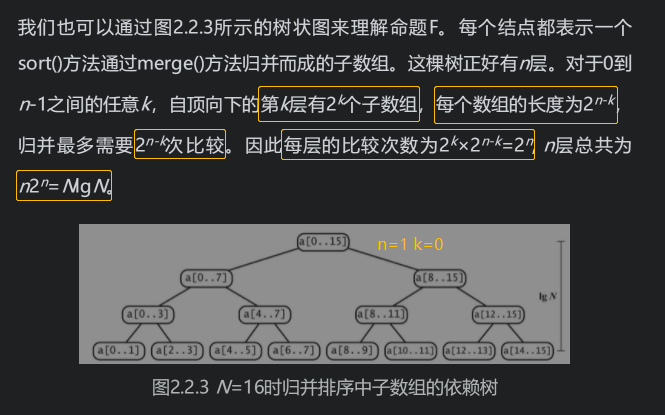 我们也可以通过图2.2.3所示的树状图来理解命题F。每个结点都表示一个
sort()方法通过merge()方法归并而成的子数组。这棵树正好有n层。对于0到
n-1之间的任意k，自顶向下的第k层有2^k个子数组，每个数组的长度为2^{n-k}，
归并最多需要2^{n-k}次比较。因此每层的比较次数为2^k×2^{n-k}=2^n，n层总共为
n2^n=NlgN。
a[0..15] n=1 k=0
a[0..7] a[8..15]
lg N
a[0..3] a[4..7] a[8..11] a[12..15]
a[0..1] a[2..3] a[4..5] a[6..7] a[8..9] a[10..11] a[12..13] a[14..15]
图2.2.3 N=16时归并排序中子数组的依赖树